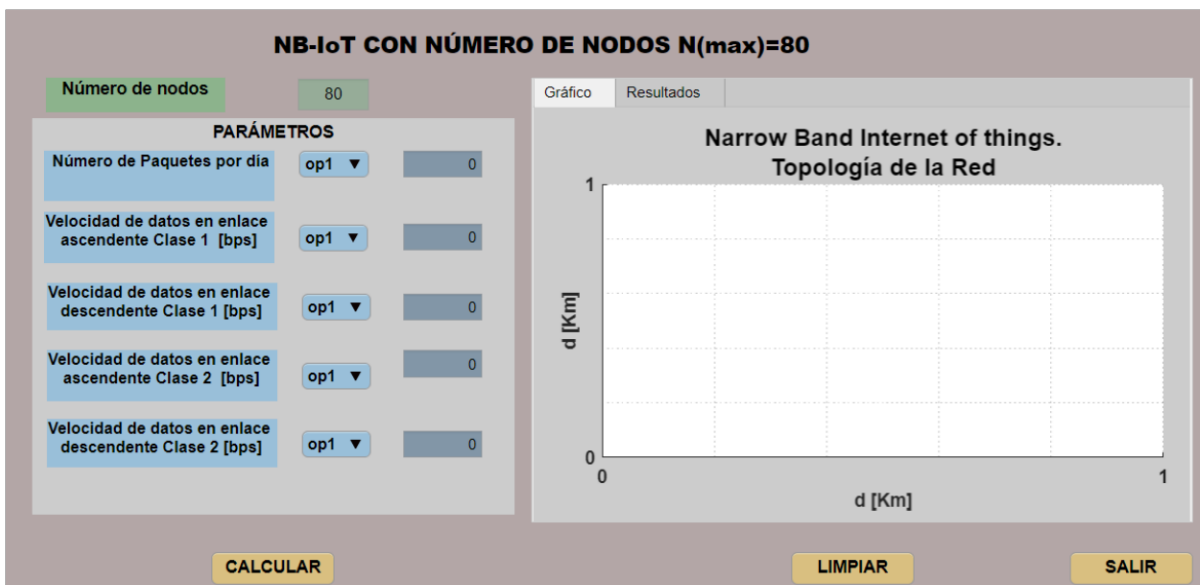 NB-IoT CON NÚMERO DE NODOS N(max)=80
Número de nodos
80
PARÁMETROS
Número de Paquetes por día
op1 ▼
0
Velocidad de datos en enlace
ascendente Clase 1 [bps]
op1 ▼
0
Velocidad de datos en enlace
descendente Clase 1 [bps]
op1 ▼
0
Velocidad de datos en enlace
ascendente Clase 2 [bps]
op1 ▼
0
Velocidad de datos en enlace
descendente Clase 2 [bps]
op1 ▼
0
Gráfico
Resultados
Narrow Band Internet of things.
Topología de la Red
1
d [Km]
0
0
1
d [Km]
CALCULAR
LIMPIAR
SALIR